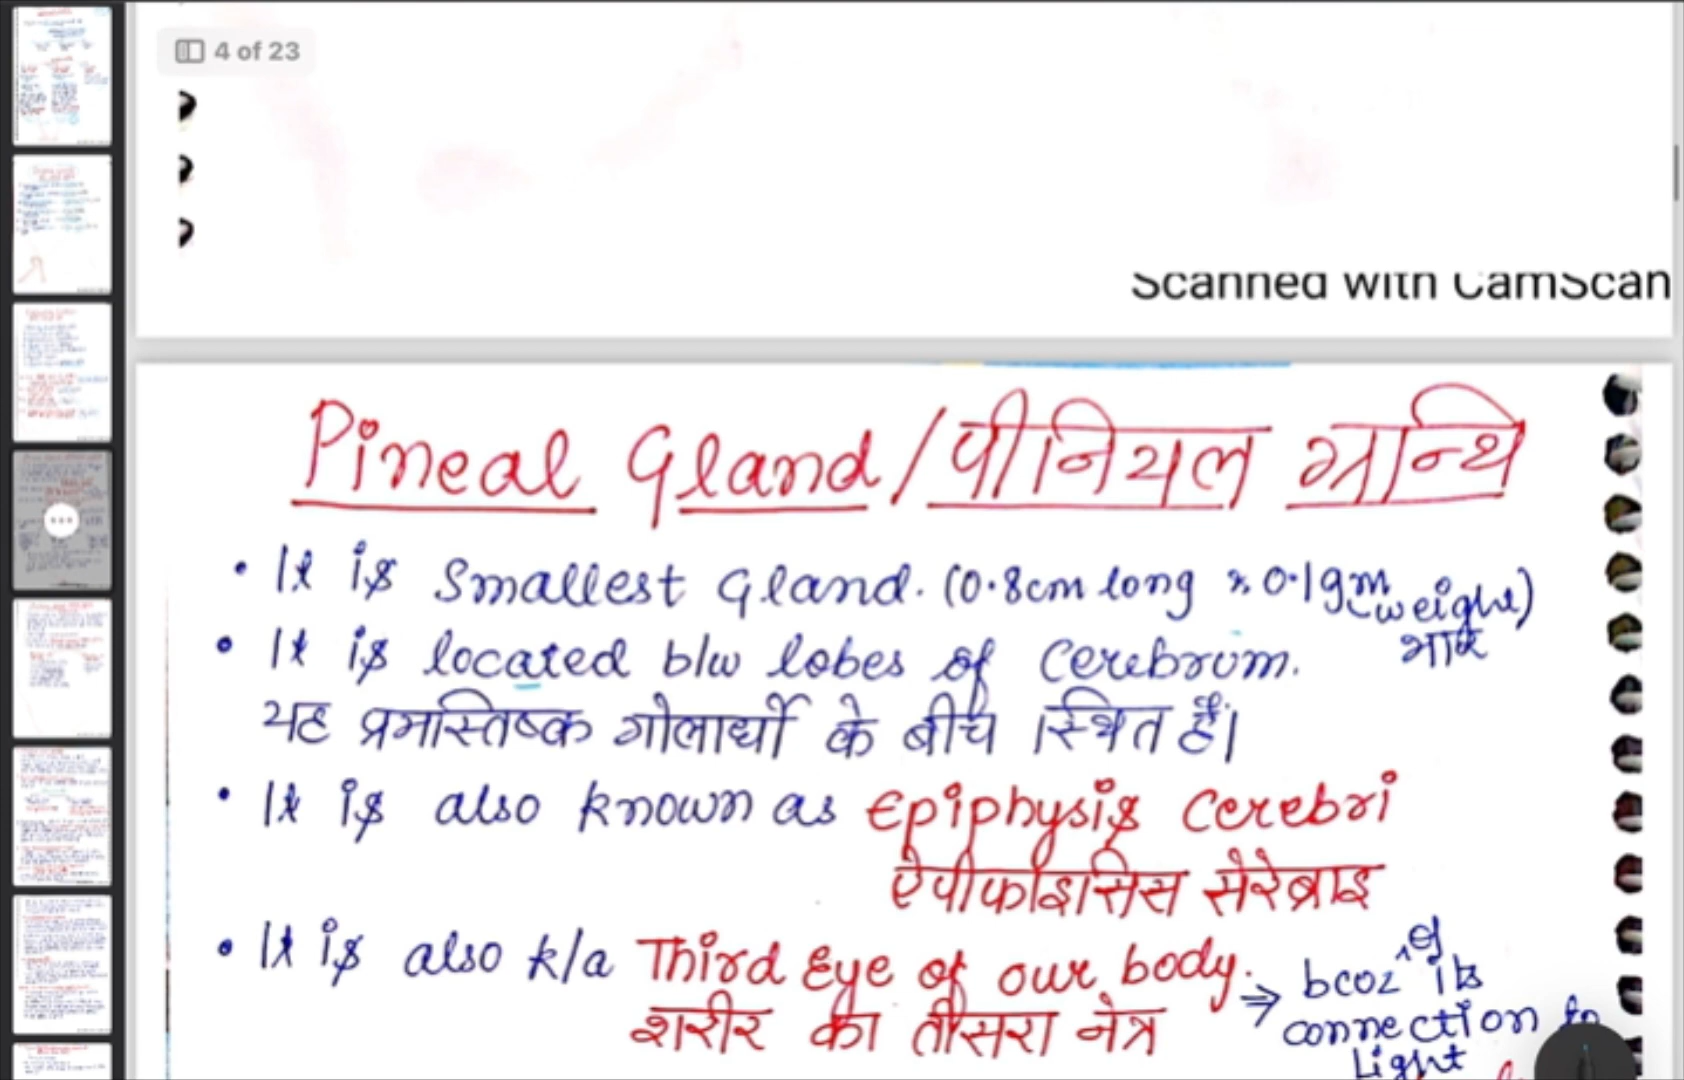 4 of 23
Scanned with CamScan
Pineal Gland / पीनियल ग्रन्थि
• It is Smallest Gland. (0.8cm long & 0.1gm weight)
भार
• It is located b/w lobes of Cerebrum.
यह प्रमस्तिष्क गोलार्धो के बीच स्थित है।
• It is also known as Epiphysis Cerebri
ऐपीफाइसिस सेरेब्राइ
• It is also k/a Third Eye of our body. ⇒ bcoz ^of its
connection to
Light
शरीर का तीसरा नेत्र